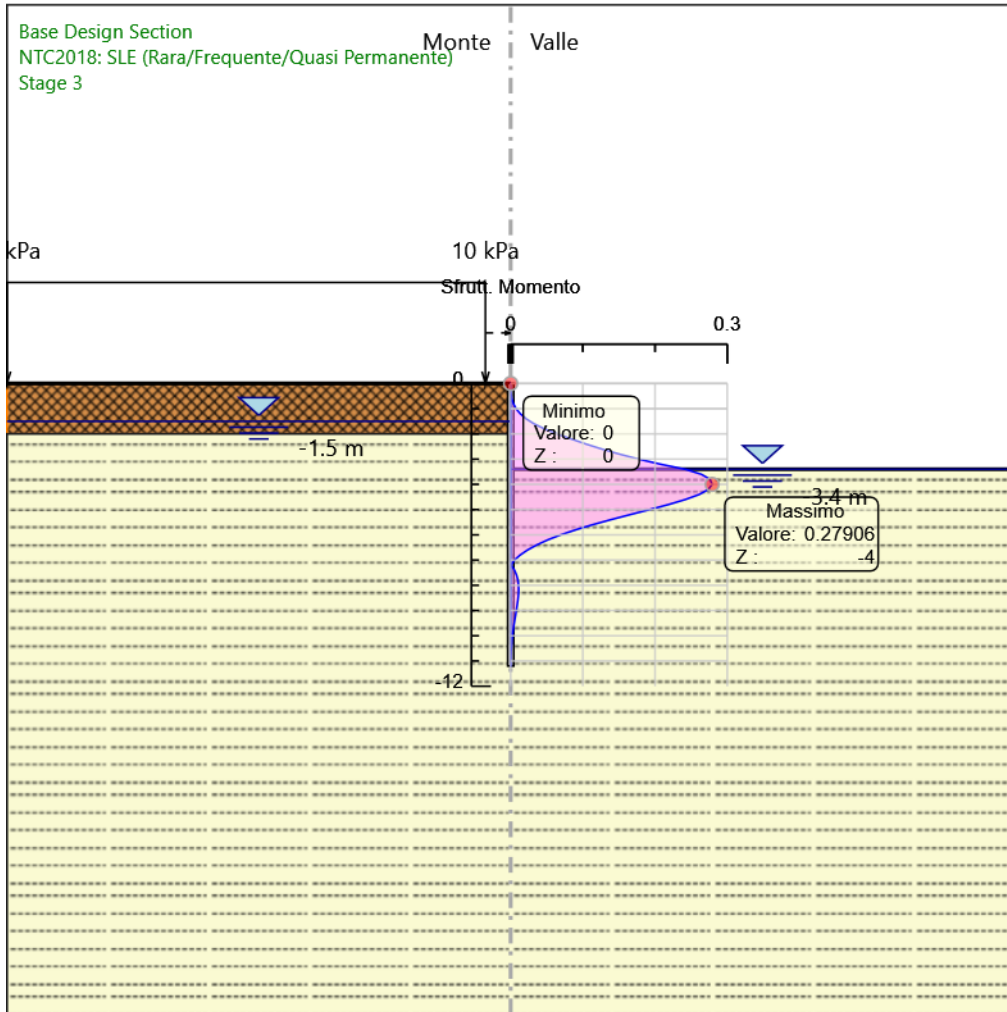 Base Design Section
NTC2018: SLE (Rara/Frequente/Quasi Permanente)
Stage 3
Monte
Valle
kPa
10 kPa
Sfrutt. Momento
0
0.3
0
Minimo
Valore: 0
Z : 0
-1.5 m
-3.4 m
Massimo
Valore: 0.27906
Z : -4
-12